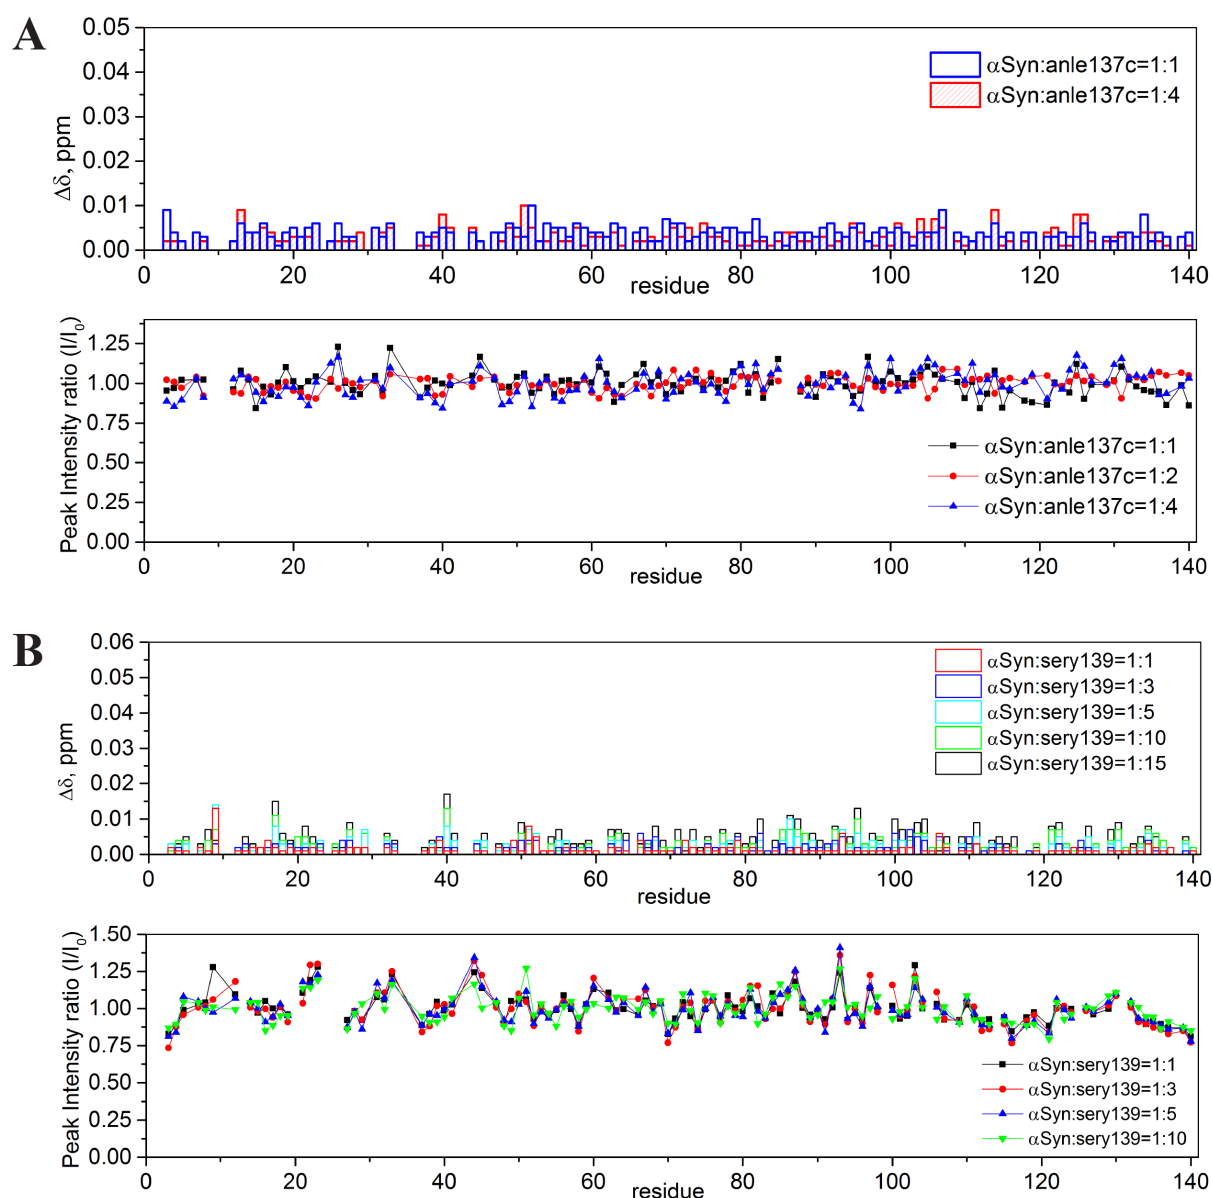 A
0.05
0.04
0.03
0.02
0.01
0.00
Δδ, ppm
αSyn:anle137c=1:1
αSyn:anle137c=1:4
0 20 40 60 80 100 120 140
residue
1.25
1.00
0.75
0.50
0.25
0.00
Peak Intensity ratio (I/I0)
αSyn:anle137c=1:1
αSyn:anle137c=1:2
αSyn:anle137c=1:4
0 20 40 60 80 100 120 140
residue
B
0.06
0.05
0.04
0.03
0.02
0.01
0.00
Δδ, ppm
αSyn:sery139=1:1
αSyn:sery139=1:3
αSyn:sery139=1:5
αSyn:sery139=1:10
αSyn:sery139=1:15
0 20 40 60 80 100 120 140
residue
1.50
1.25
1.00
0.75
0.50
0.25
0.00
Peak Intensity ratio (I/I0)
αSyn:sery139=1:1
αSyn:sery139=1:3
αSyn:sery139=1:5
αSyn:sery139=1:10
0 20 40 60 80 100 120 140
residue